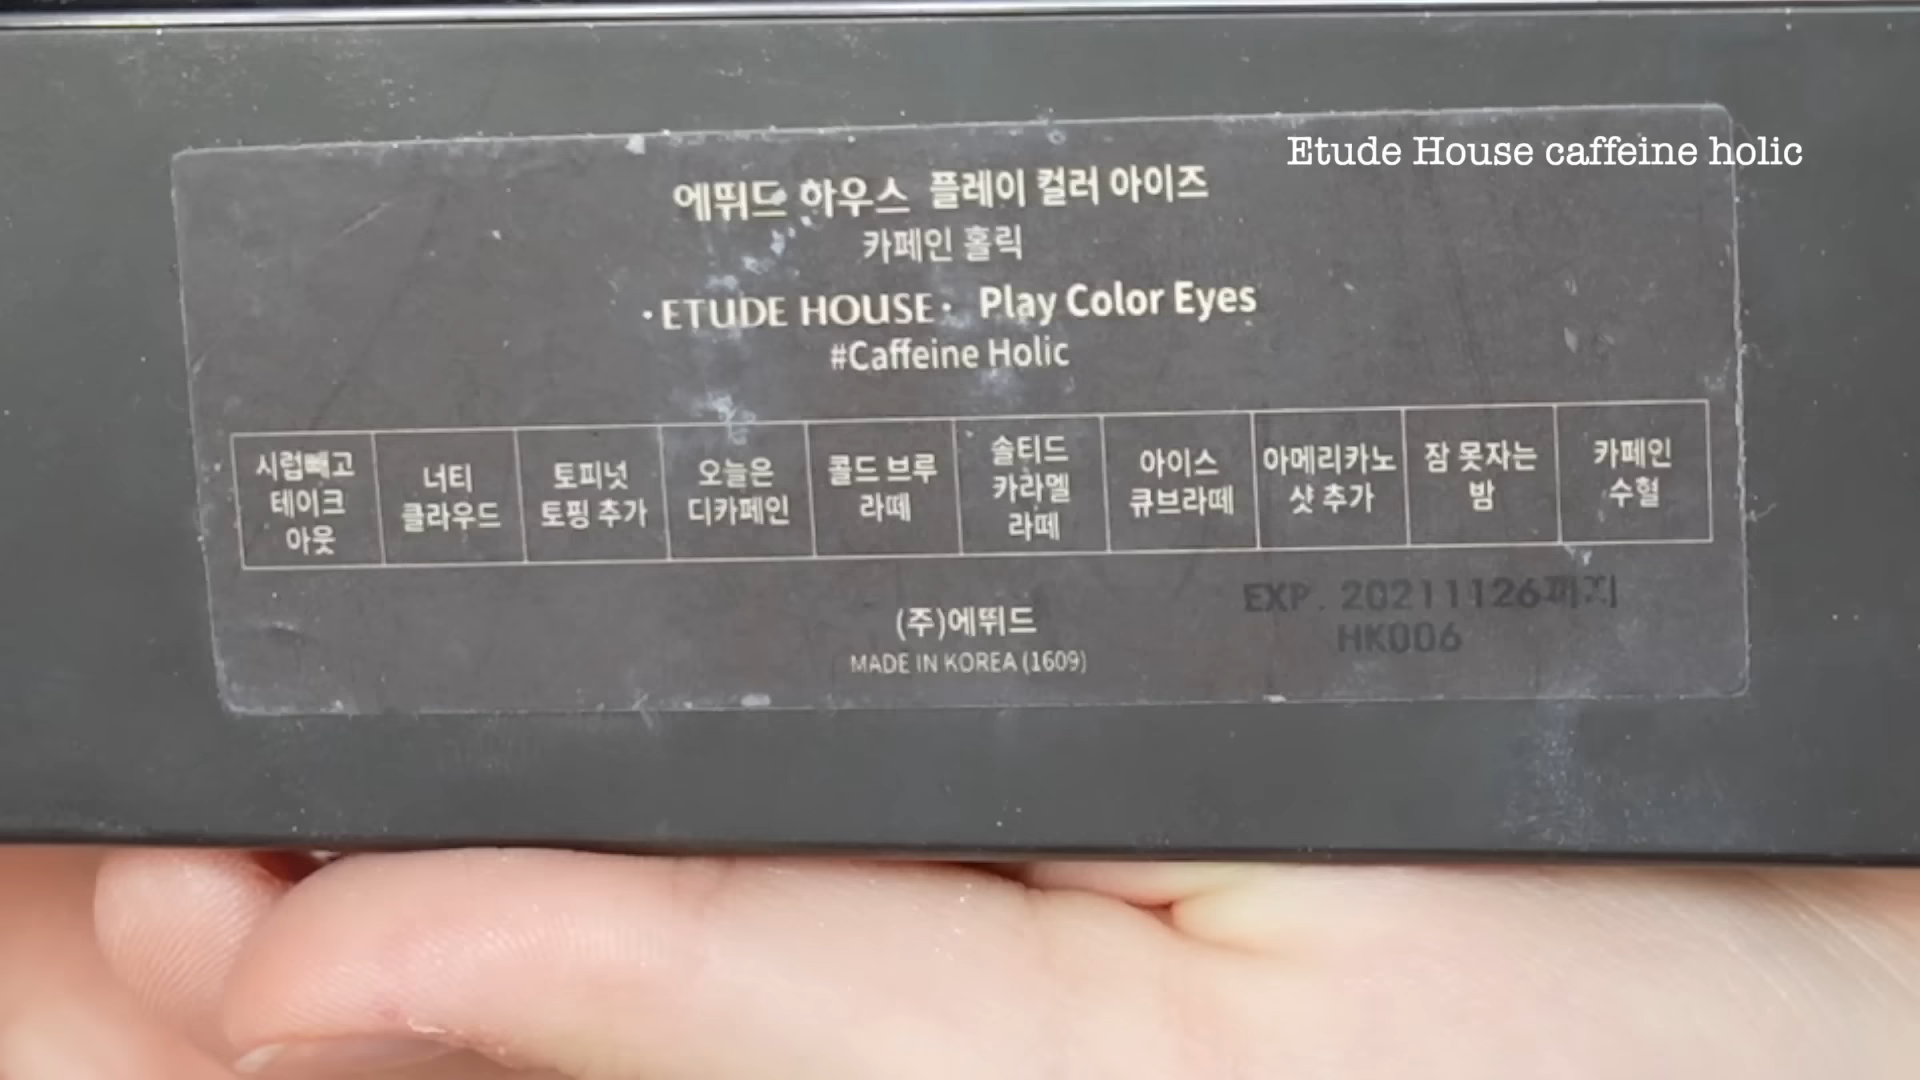 Etude House caffeine holic
에뛰드 하우스 플레이 컬러 아이즈
카페인 홀릭
·ETUDE HOUSE· Play Color Eyes
#Caffeine Holic
시럽빼고
테이크
아웃
너티
클라우드
토피넛
토핑 추가
오늘은
디카페인
콜드 브루
라떼
솔티드
카라멜
라떼
아이스
큐브라떼
아메리카노
샷 추가
잠 못자는
밤
카페인
수혈
EXP. 20211126까지
HK006
(주)에뛰드
MADE IN KOREA (1609)